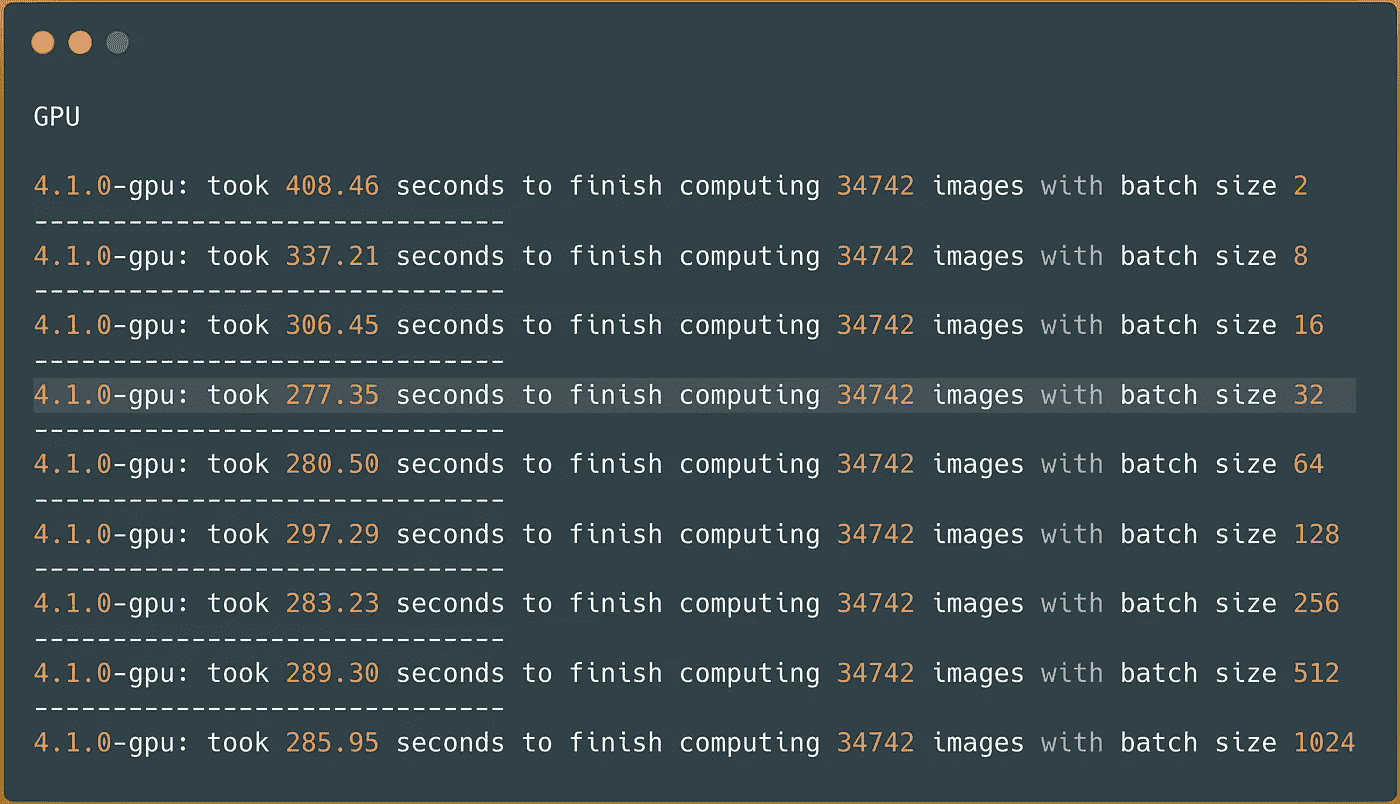 GPU
4.1.0-gpu: took 408.46 seconds to finish computing 34742 images with batch size 2
------------------------------
4.1.0-gpu: took 337.21 seconds to finish computing 34742 images with batch size 8
------------------------------
4.1.0-gpu: took 306.45 seconds to finish computing 34742 images with batch size 16
------------------------------
4.1.0-gpu: took 277.35 seconds to finish computing 34742 images with batch size 32
------------------------------
4.1.0-gpu: took 280.50 seconds to finish computing 34742 images with batch size 64
------------------------------
4.1.0-gpu: took 297.29 seconds to finish computing 34742 images with batch size 128
------------------------------
4.1.0-gpu: took 283.23 seconds to finish computing 34742 images with batch size 256
------------------------------
4.1.0-gpu: took 289.30 seconds to finish computing 34742 images with batch size 512
------------------------------
4.1.0-gpu: took 285.95 seconds to finish computing 34742 images with batch size 1024